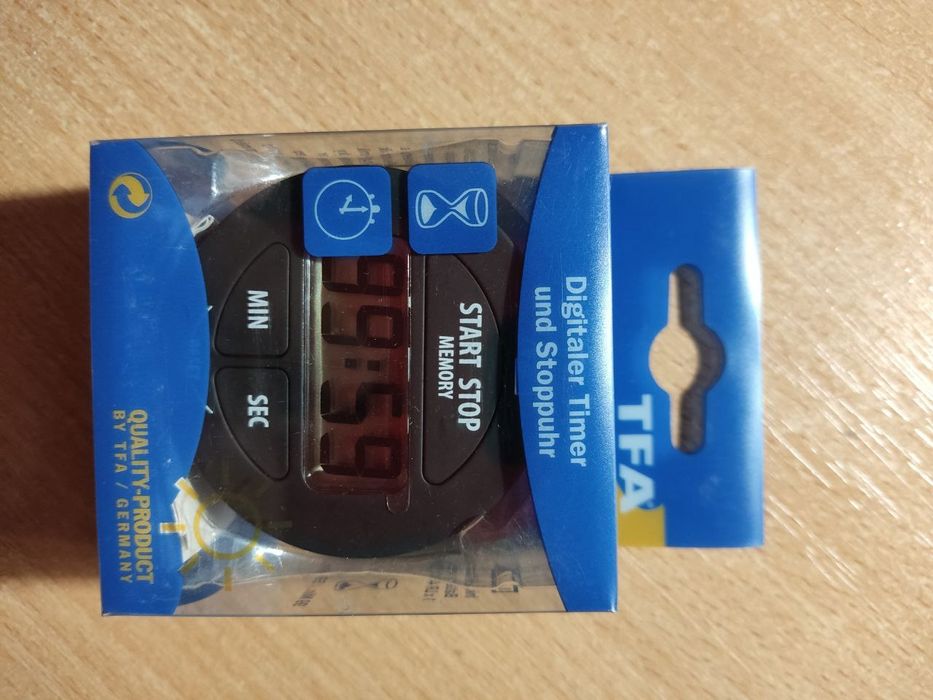 TFA
Digitaler Timer
und Stoppuhr
START STOP
MEMORY
99:59
MIN
SEC
QUALITY-PRODUCT
BY TFA / GERMANY